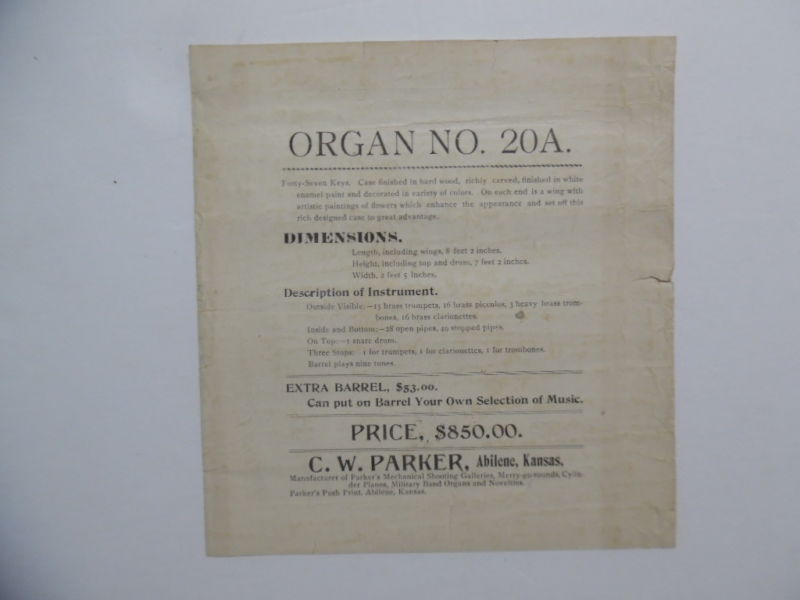 ORGAN NO. 20A.
Forty-Seven Keys. Case finished in hard wood, richly carved, finished in white
enamel paint and decorated in variety of colors. On each end is a wing with
artistic paintings of flowers which enhance the appearance and set off this
rich designed case to great advantage.
DIMENSIONS.
Length, including wings, 8 feet 2 inches.
Height, including top and drum, 7 feet 2 inches.
Width, 2 feet 5 inches.
Description of Instrument.
Outside Visible:—15 brass trumpets, 16 brass piccolos, 3 heavy brass trom-
bones, 16 brass clarionettes.
Inside and Bottom:—28 open pipes, 40 stopped pipes.
On Top:—1 snare drum.
Three Stops: 1 for trumpets, 1 for clarionettes, 1 for trombones.
Barrel plays nine tunes.
EXTRA BARREL, $53.00.
Can put on Barrel Your Own Selection of Music.
PRICE, $850.00.
C. W. PARKER, Abilene, Kansas,
Manufacturer of Parker's Mechanical Shooting Galleries, Merry-go-rounds, Cylin-
der Pianos, Military Band Organs and Novelties.
Parker's Push Print, Abilene, Kansas.